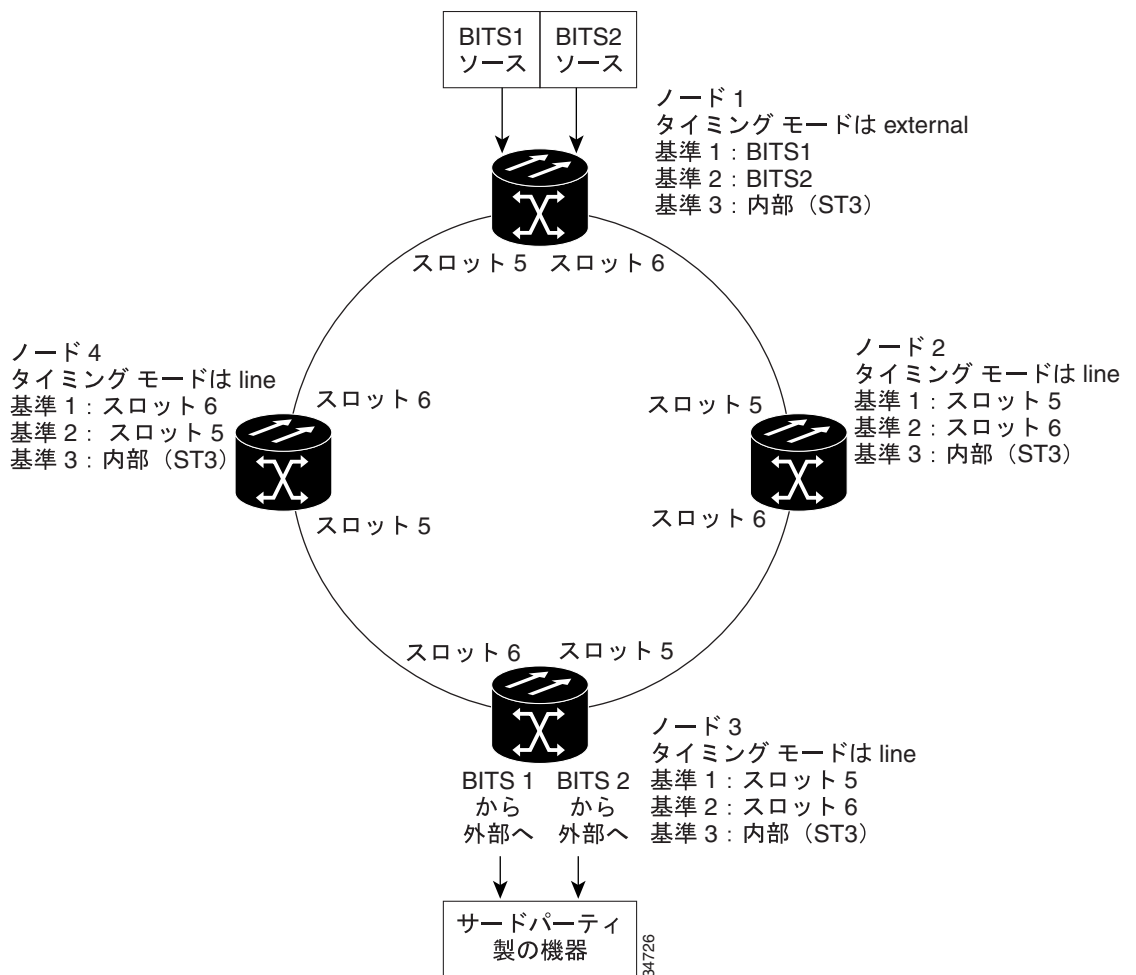 BITS1
ソース
BITS2
ソース
ノード 1
タイミング モードは external
基準 1：BITS1
基準 2：BITS2
基準 3：内部（ST3）
スロット 5
スロット 6
ノード 4
タイミング モードは line
基準 1：スロット 6
基準 2： スロット 5
基準 3：内部（ST3）
スロット 6
スロット 5
ノード 2
タイミング モードは line
基準 1：スロット 5
基準 2：スロット 6
基準 3：内部（ST3）
スロット 5
スロット 6
スロット 6
スロット 5
ノード 3
タイミング モードは line
基準 1：スロット 5
基準 2：スロット 6
基準 3：内部（ST3）
BITS 1
から
外部へ
BITS 2
から
外部へ
サードパーティ
製の機器
34726